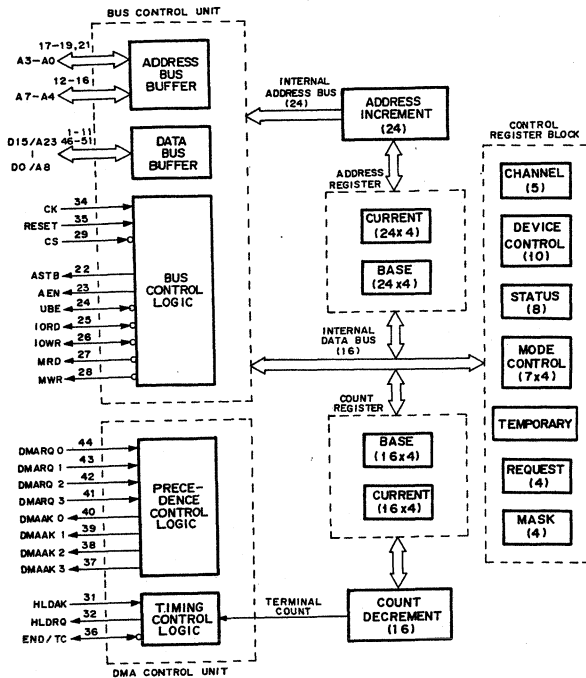 BUS CONTROL UNIT
17-19,21
A3-A0
12-16
A7-A4
ADDRESS
BUS
BUFFER
1-11
D15/A23 46-51
D0/A8
DATA
BUS
BUFFER
CK 34
RESET 35
CS 29
ASTB 22
AEN 23
UBE 24
IORD 25
IOWR 26
MRD 27
MWR 28
BUS
CONTROL
LOGIC
INTERNAL
ADDRESS BUS
(24)
ADDRESS
INCREMENT
(24)
ADDRESS
REGISTER
CURRENT
(24x4)
BASE
(24x4)
INTERNAL
DATA BUS
(16)
COUNT
REGISTER
BASE
(16x4)
CURRENT
(16x4)
COUNT
DECREMENT
(16)
TERMINAL
COUNT
CONTROL
REGISTER BLOCK
CHANNEL
(5)
DEVICE
CONTROL
(10)
STATUS
(8)
MODE
CONTROL
(7x4)
TEMPORARY
REQUEST
(4)
MASK
(4)
DMARQ 0 44
DMARQ 1 43
DMARQ 2 42
DMARQ 3 41
DMAAK 0 40
DMAAK 1 39
DMAAK 2 38
DMAAK 3 37
PRECE-
DENCE
CONTROL
LOGIC
HLDAK 31
HLDRQ 32
END/TC 36
TIMING
CONTROL
LOGIC
DMA CONTROL UNIT